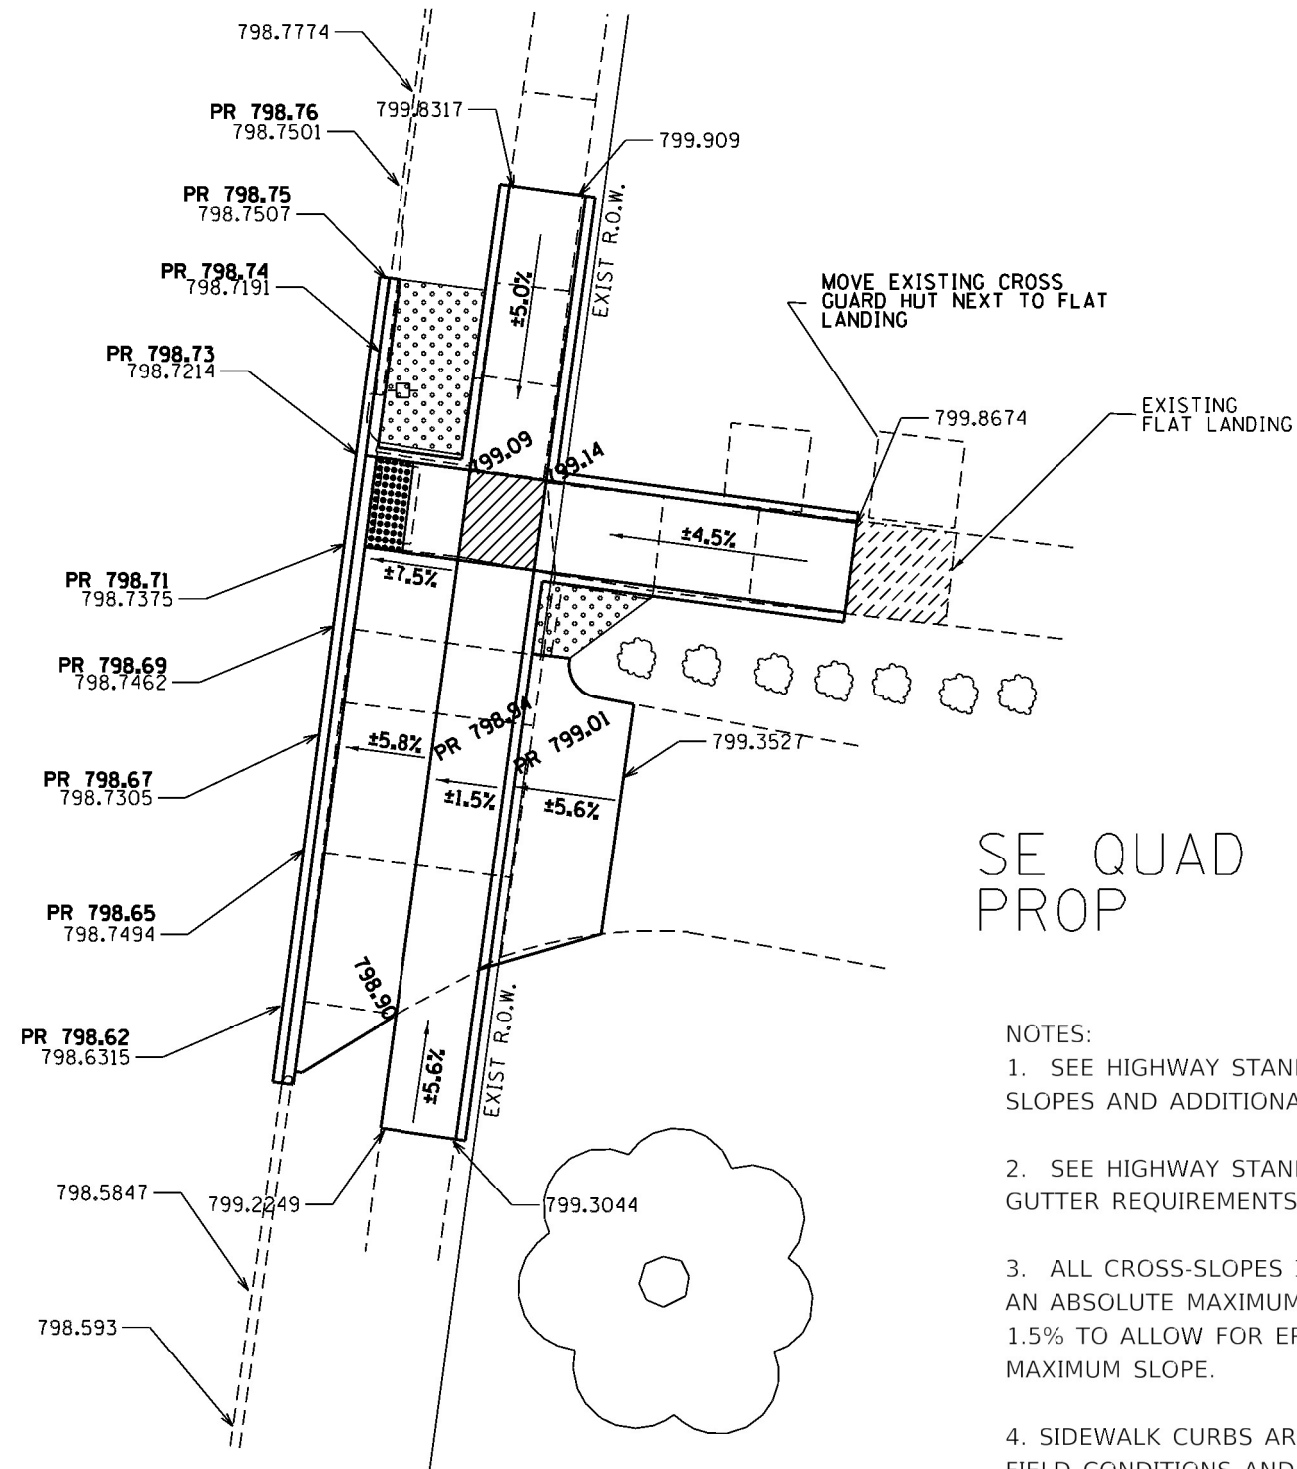 798.7774
PR 798.76
798.7501
799.8317
799.909
PR 798.75
798.7507
PR 798.74
798.7191
PR 798.73
798.7214
EXIST R.O.W.
±5.0%
MOVE EXISTING CROSS
GUARD HUT NEXT TO FLAT
LANDING
799.8674
EXISTING
FLAT LANDING
799.09
799.14
±4.5%
±7.5%
PR 798.71
798.7375
PR 798.69
798.7462
PR 798.67
798.7305
±5.8%
PR 798.94
PR 799.01
799.3527
±1.5%
±5.6%
SE QUAD
PROP
PR 798.65
798.7494
798.90
PR 798.62
798.6315
±5.6%
EXIST R.O.W.
798.5847
799.2249
799.3044
798.593
NOTES:
1. SEE HIGHWAY
SLOPES AND
2. SEE HIGHWAY
GUTTER REQUIREMENTS
3. ALL CROSS-SLOPES
AN ABSOLUTE MAXIMUM
1.5% TO ALLOW FOR
MAXIMUM SLOPE.
4. SIDEWALK CURBS
FIELD CONDITIONS AND